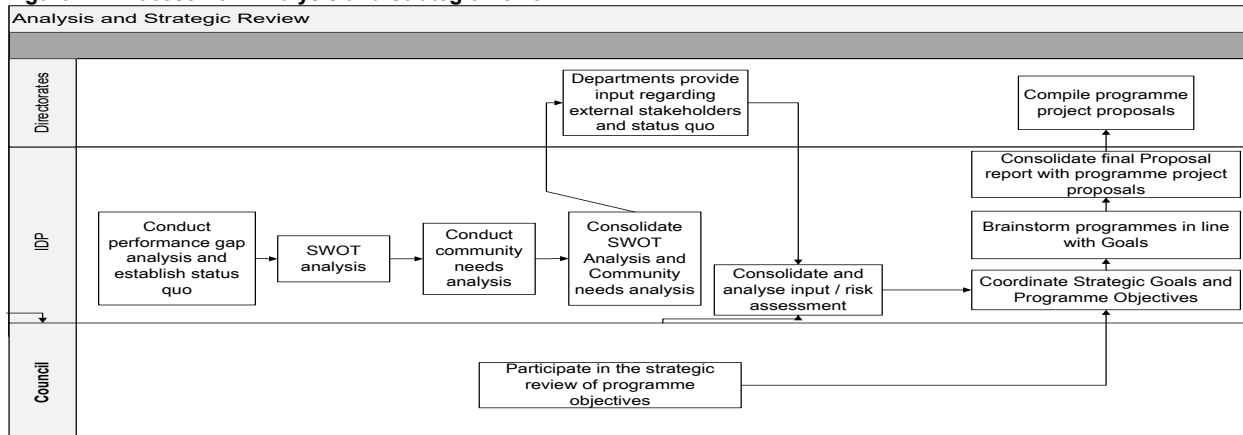 Analysis and Strategic Review
Directorates
Departments provide
input regarding
external stakeholders
and status quo
Compile programme
project proposals
IDP
Conduct
performance gap
analysis and
establish status
quo
SWOT
analysis
Conduct
community
needs
analysis
Consolidate
SWOT
Analysis and
Community
needs analysis
Consolidate and
analyse input / risk
assessment
Consolidate final Proposal
report with programme project
proposals
Brainstorm programmes in line
with Goals
Coordinate Strategic Goals and
Programme Objectives
Council
Participate in the strategic
review of programme
objectives